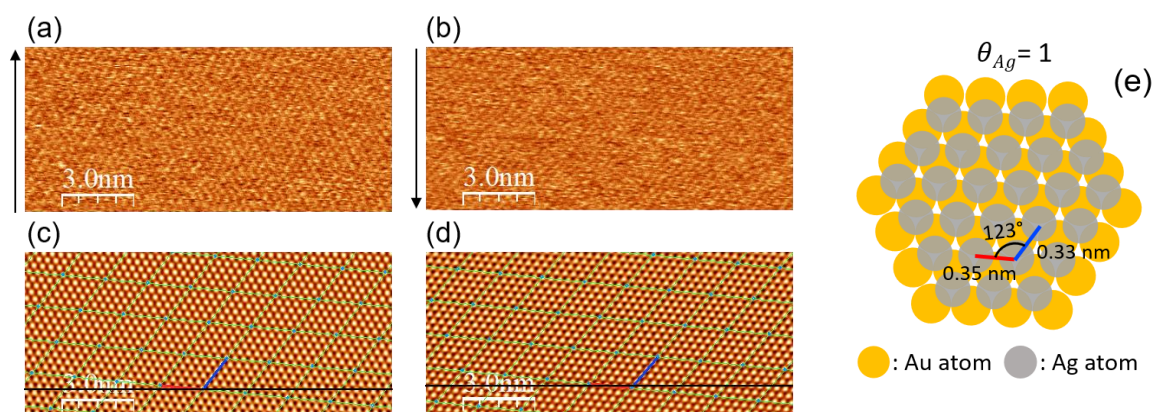 (a)
(b)
3.0nm
3.0nm
(c)
(d)
3.0nm
3.0nm
θ_Ag = 1
(e)
123°
0.33 nm
0.35 nm
: Au atom
: Ag atom